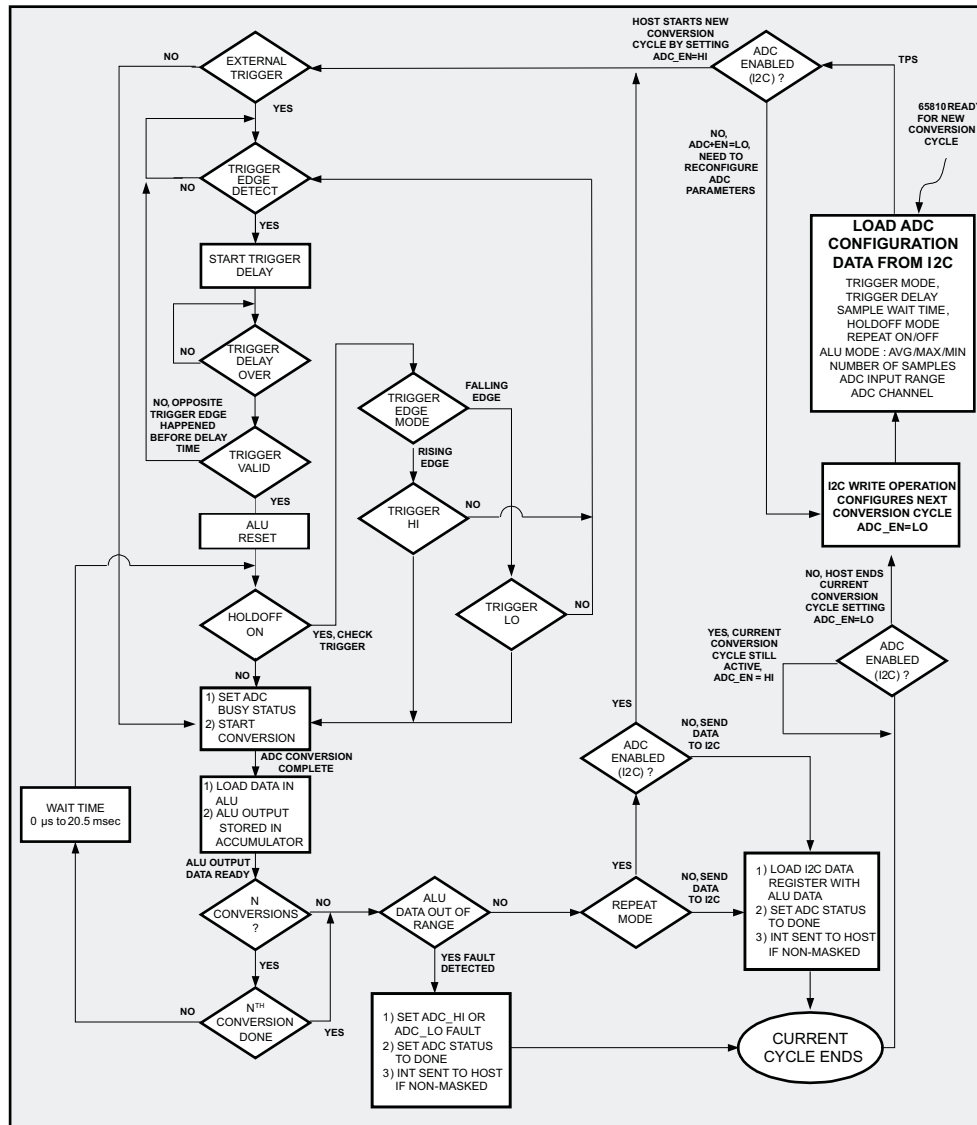 HOST STARTS NEW
CONVERSION
CYCLE BY SETTING
ADC_EN=HI
NO
EXTERNAL
TRIGGER
YES
ADC
ENABLED
(I2C) ?
TPS
65810 READY
FOR NEW
CONVERSION
CYCLE
NO,
ADC+EN=LO,
NEED TO
RECONFIGURE
ADC
PARAMETERS
TRIGGER
EDGE
DETECT
NO
YES
START TRIGGER
DELAY
LOAD ADC
CONFIGURATION
DATA FROM I2C
TRIGGER MODE,
TRIGGER DELAY
SAMPLE WAIT TIME,
HOLDOFF MODE
REPEAT ON/OFF
ALU MODE : AVG/MAX/MIN
NUMBER OF SAMPLES
ADC INPUT RANGE
ADC CHANNEL
NO
TRIGGER
DELAY
OVER
NO, OPPOSITE
TRIGGER EDGE
HAPPENED
BEFORE DELAY
TIME
TRIGGER
VALID
YES
TRIGGER
EDGE
MODE
FALLING
EDGE
RISING
EDGE
TRIGGER
HI
NO
ALU
RESET
I2C WRITE OPERATION
CONFIGURES NEXT
CONVERSION CYCLE
ADC_EN=LO
HOLDOFF
ON
YES, CHECK
TRIGGER
NO
TRIGGER
LO
NO
NO, HOST ENDS
CURRENT
CONVERSION
CYCLE SETTING
ADC_EN=LO
YES, CURRENT
CONVERSION
CYCLE STILL
ACTIVE,
ADC_EN = HI
ADC
ENABLED
(I2C) ?
1) SET ADC
BUSY STATUS
2) START
CONVERSION
ADC CONVERSION
COMPLETE
YES
ADC
ENABLED
(I2C) ?
NO, SEND
DATA
TO I2C
WAIT TIME
0 µs to 20.5 msec
1) LOAD DATA IN
ALU
2) ALU OUTPUT
STORED IN
ACCUMULATOR
ALU OUTPUT
DATA READY
N
CONVERSIONS
?
NO
YES
ALU
DATA OUT OF
RANGE
NO
YES FAULT
DETECTED
YES
REPEAT
MODE
NO, SEND
DATA
TO I2C
1) LOAD I2C DATA
REGISTER WITH
ALU DATA
2) SET ADC STATUS
TO DONE
3) INT SENT TO HOST
IF NON-MASKED
NO
NTH
CONVERSION
DONE
YES
1) SET ADC_HI OR
ADC_LO FAULT
2) SET ADC STATUS
TO DONE
3) INT SENT TO HOST
IF NON-MASKED
CURRENT
CYCLE ENDS